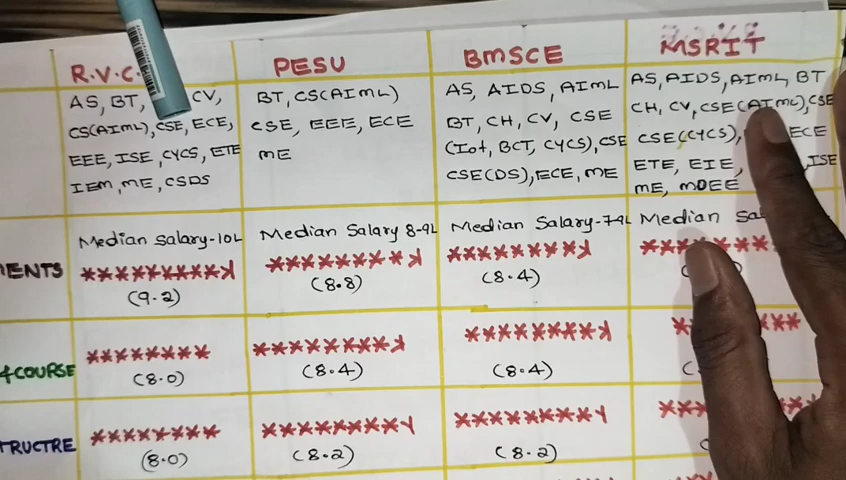 R.V.C.
PESU
BMSCE
MSRIT
AS, BT, CV,
CS(AIML), CSE, ECE,
EEE, ISE, CYCS, ETE
IEM, ME, CSDS
BT, CS(AIML)
CSE, EEE, ECE
ME
AS, AIDS, AIML
BT, CH, CV, CSE
(Iot, BCT, CYCS), CSE
CSE(DS), ECE, ME
AS, AIDS, AIML, BT
CH, CV, CSE(AIML), CSE
CSE(CYCS), ECE
ETE, EIE, ISE
ME, MDEE
MENTS
Median Salary-10L
*********
(9.2)
Median Salary 8-9L
********
(8.8)
Median Salary-79L
********
(8.4)
Median Sa
+COURSE
********
(8.0)
********
(8.4)
********
(8.4)
TRUCTRE
********
(8.0)
********
(8.2)
********
(8.2)